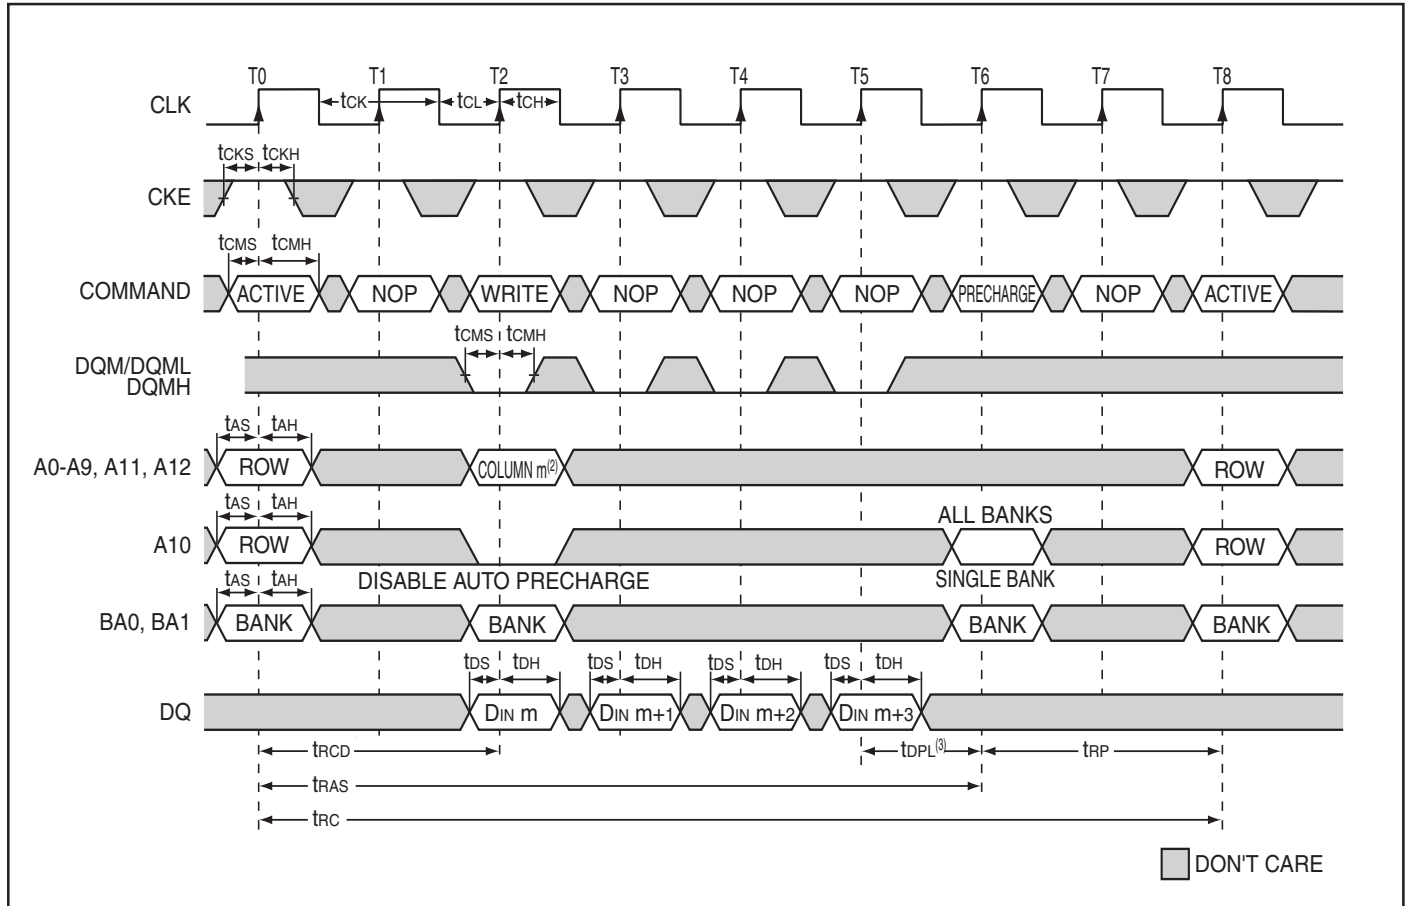 T0 T1 T2 T3 T4 T5 T6 T7 T8
CLK tCK tCL tCH
tCKS tCKH
CKE
tCMS tCMH
COMMAND ACTIVE NOP WRITE NOP NOP NOP PRECHARGE NOP ACTIVE
tCMS tCMH
DQM/DQML
DQMH
tAS tAH
A0-A9, A11, A12 ROW COLUMN m(2) ROW
tAS tAH ALL BANKS
A10 ROW ROW
DISABLE AUTO PRECHARGE SINGLE BANK
tAS tAH
BA0, BA1 BANK BANK BANK BANK
tDS tDH tDS tDH tDS tDH tDS tDH
DQ DIN m DIN m+1 DIN m+2 DIN m+3
tRCD tDPL(3) tRP
tRAS
tRC
DON'T CARE